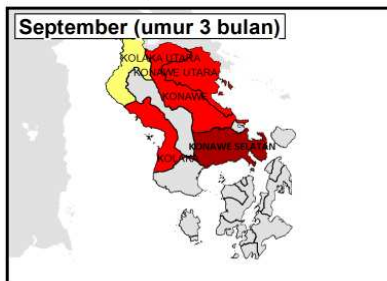 September (umur 3 bulan)
KOLAKA UTARA
KONAWE UTARA
KONAWE
KONAWE SELATAN
KOLAKA